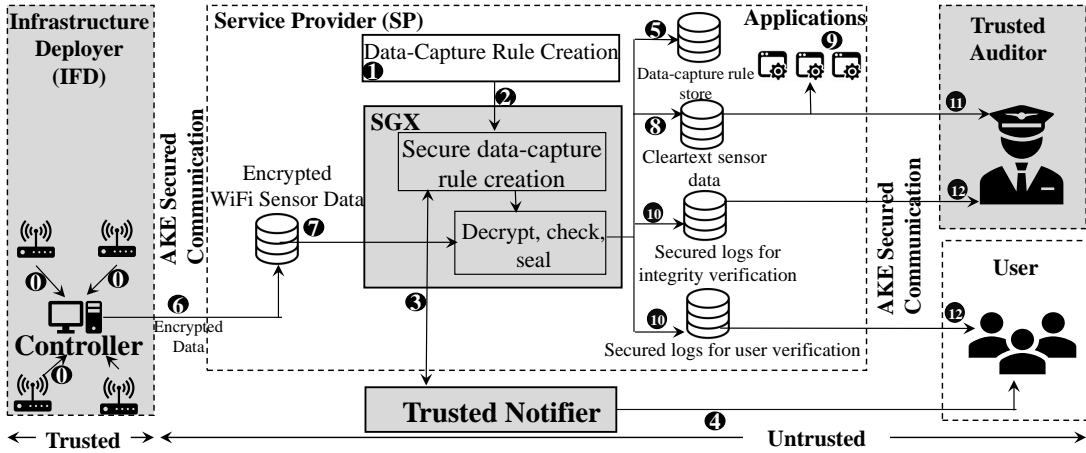 Infrastructure
Deployer
(IFD)
0
0
Controller
0
0
Trusted
AKE Secured
Communication
6
Encrypted
Data
Service Provider (SP)
Data-Capture Rule Creation
1
2
SGX
Secure data-capture
rule creation
Decrypt, check,
seal
Encrypted
WiFi Sensor Data
7
3
Trusted Notifier
4
5
Data-capture rule
store
8
Cleartext sensor
data
10
Secured logs for
integrity verification
10
Secured logs for user verification
Applications
9
AKE Secured
Communication
Trusted
Auditor
11
12
User
12
Untrusted